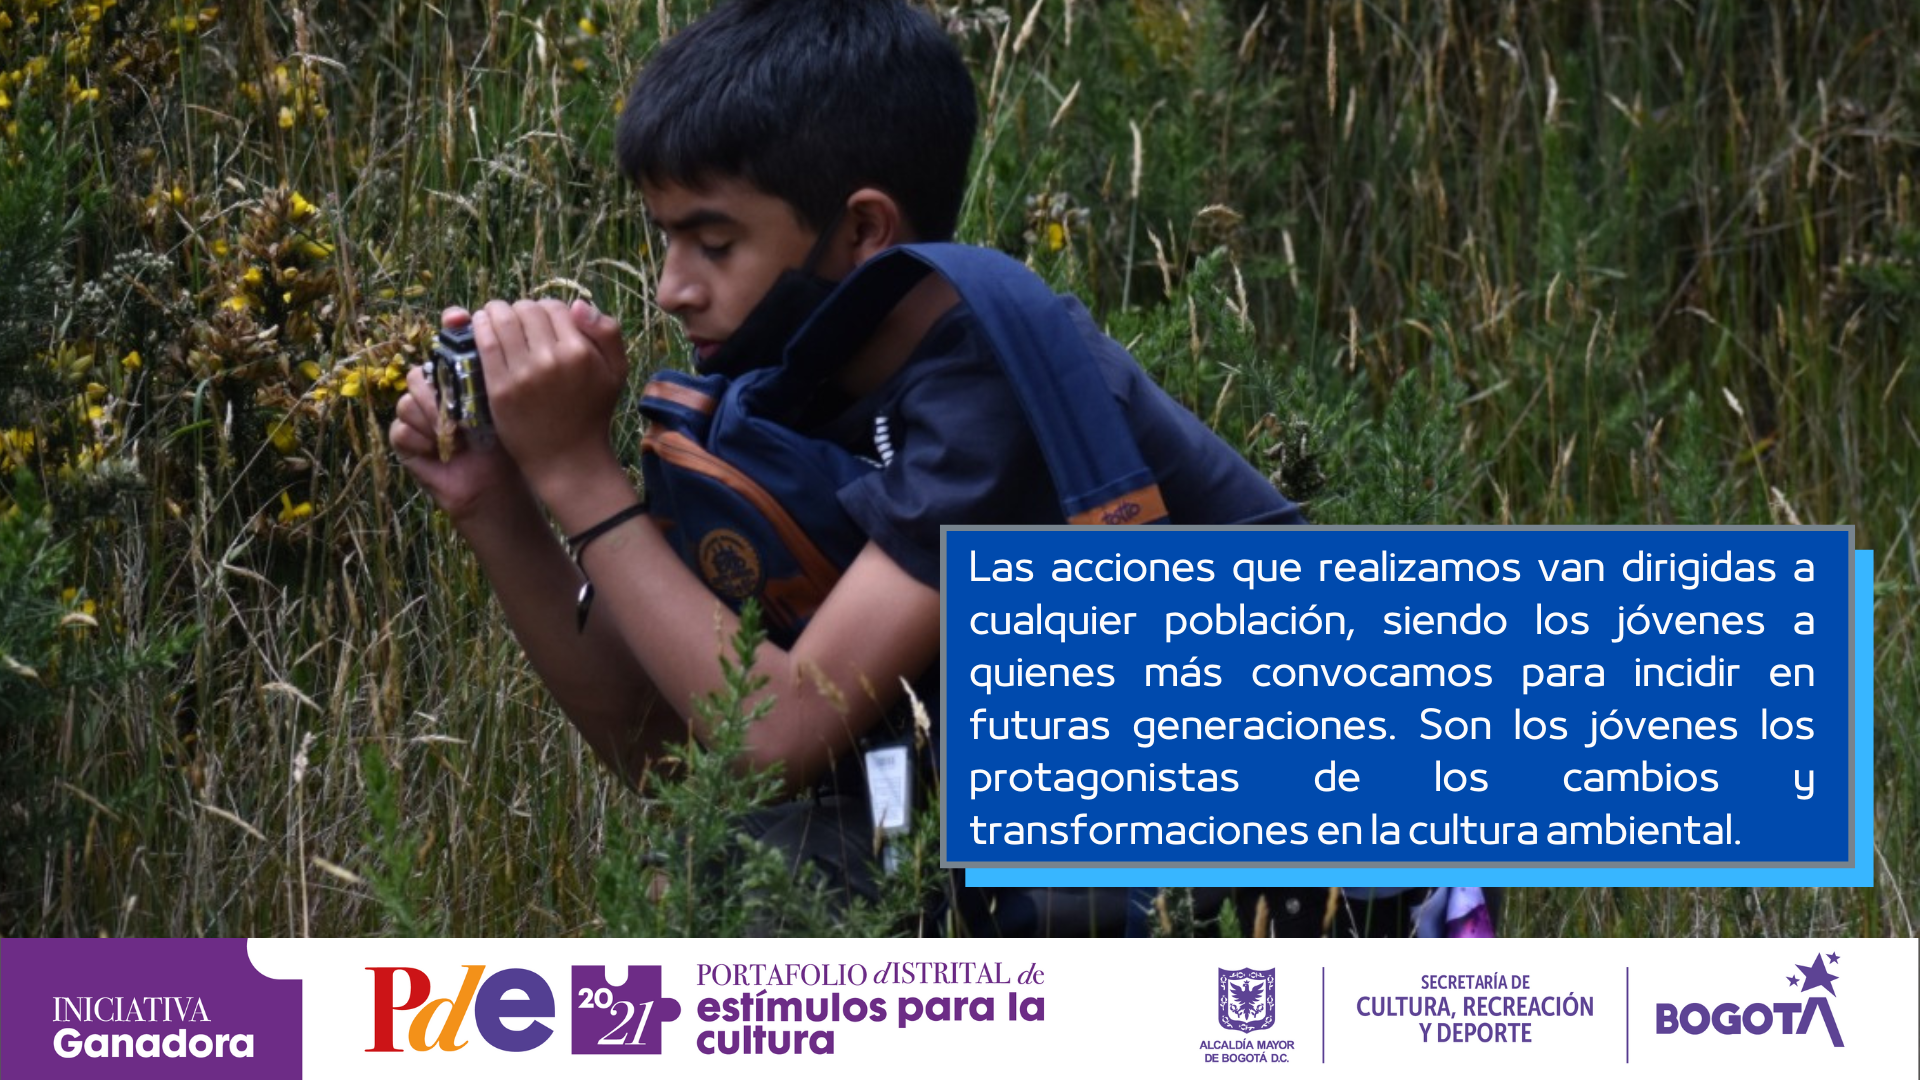 totto
Las acciones que realizamos van dirigidas a
cualquier población, siendo los jóvenes a
quienes más convocamos para incidir en
futuras generaciones. Son los jóvenes los
protagonistas de los cambios y
transformaciones en la cultura ambiental.
INICIATIVA
Ganadora
Pde
2021
PORTAFOLIO dISTRITAL de
estímulos para la
cultura
ALCALDÍA MAYOR
DE BOGOTÁ D.C.
SECRETARÍA DE
CULTURA, RECREACIÓN
Y DEPORTE
BOGOTÁ